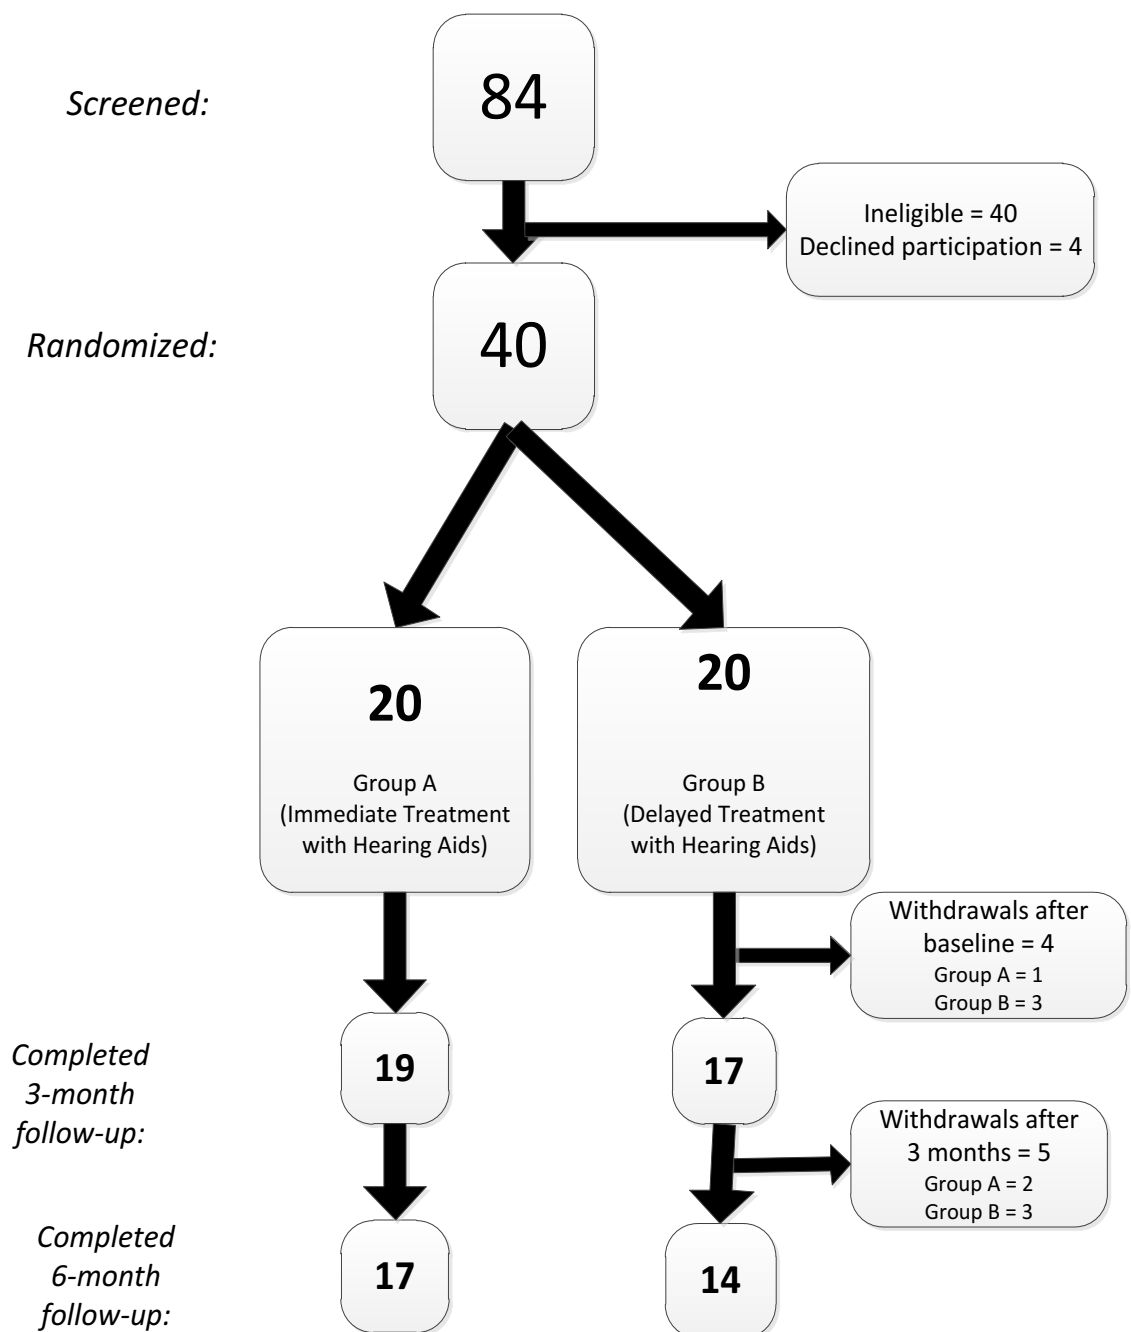 Screened:
84
Ineligible = 40
Declined participation = 4
Randomized:
40
20
Group A
(Immediate Treatment
with Hearing Aids)
20
Group B
(Delayed Treatment
with Hearing Aids)
Withdrawals after
baseline = 4
Group A = 1
Group B = 3
Completed
3-month
follow-up:
19
17
Withdrawals after
3 months = 5
Group A = 2
Group B = 3
Completed
6-month
follow-up:
17
14